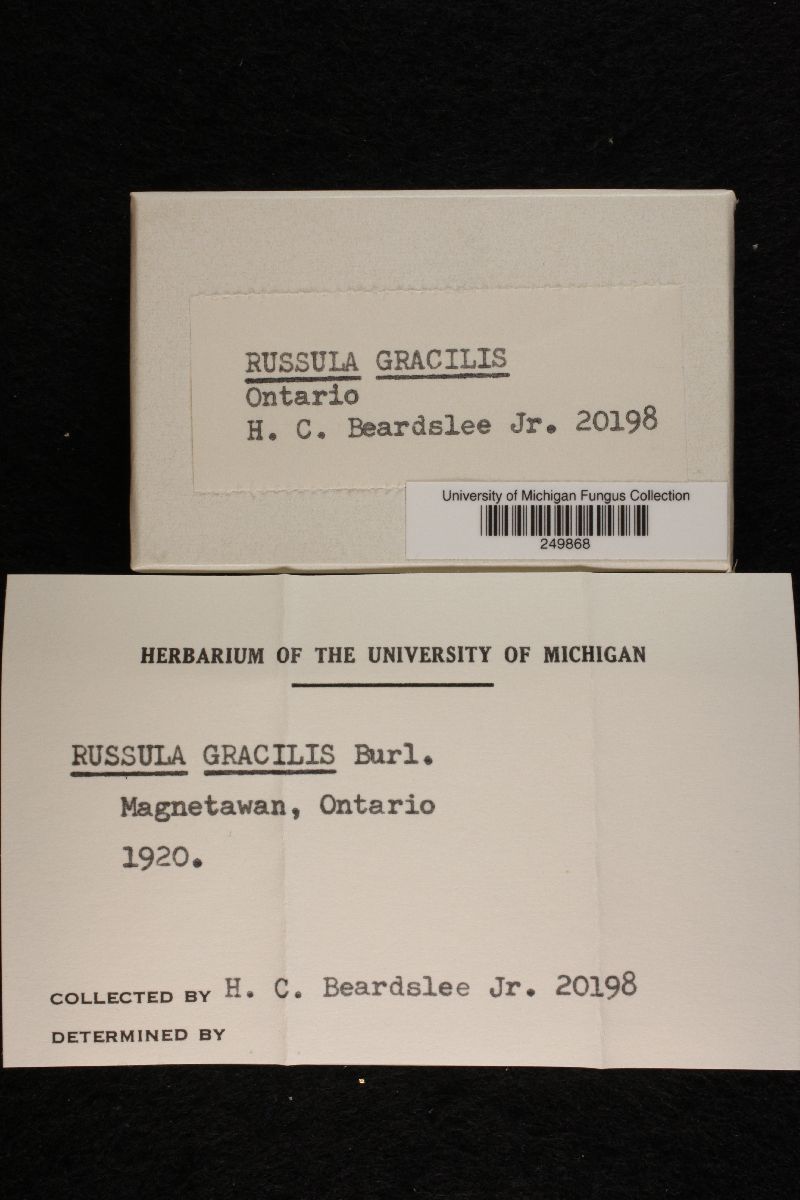 RUSSULA GRACILIS
Ontario
H. C. Beardslee Jr. 20198
University of Michigan Fungus Collection
249868
HERBARIUM OF THE UNIVERSITY OF MICHIGAN
RUSSULA GRACILIS Burl.
Magnetawan, Ontario
1920.
COLLECTED BY H. C. Beardslee Jr. 20198
DETERMINED BY